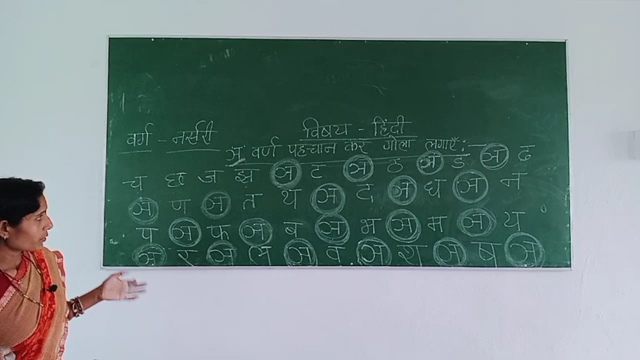 वर्ग - नर्सरी विषय - हिंदी
ञ वर्ण पहचान कर गोला लगाएँ:-
च छ ज झ ञ ट ञ ठ ञ ड ञ ढ
ञ ण ञ त थ ञ द ञ ध ञ न
प ञ फ ञ ब ञ भ ञ म ञ य
ञ र ञ ल ञ व ञ श ञ ष ञ